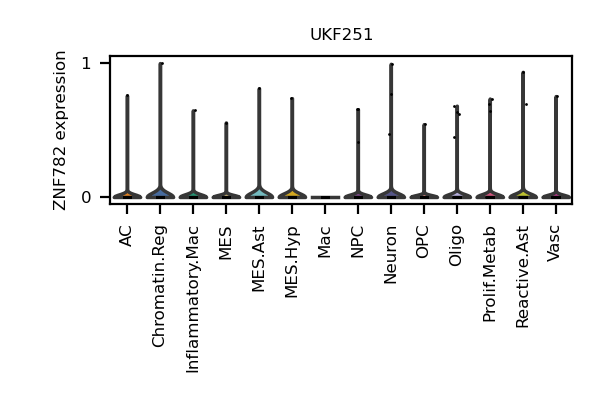 UKF251
ZNF782 expression
1
0
AC
Chromatin.Reg
Inflammatory.Mac
MES
MES.Ast
MES.Hyp
Mac
NPC
Neuron
OPC
Oligo
Prolif.Metab
Reactive.Ast
Vasc